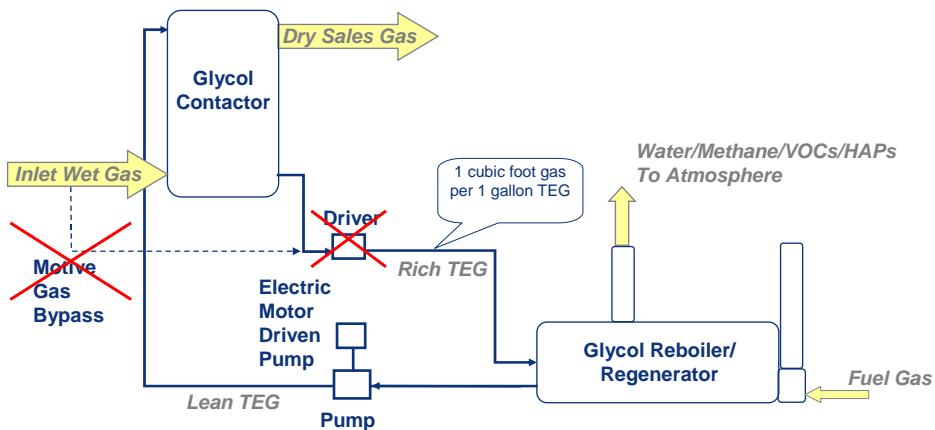 Dry Sales Gas
Glycol
Contactor
Inlet Wet Gas
Water/Methane/VOCs/HAPs
To Atmosphere
1 cubic foot gas
per 1 gallon TEG
Driver
Motive
Gas
Bypass
Rich TEG
Electric
Motor
Driven
Pump
Glycol Reboiler/
Regenerator
Fuel Gas
Lean TEG
Pump